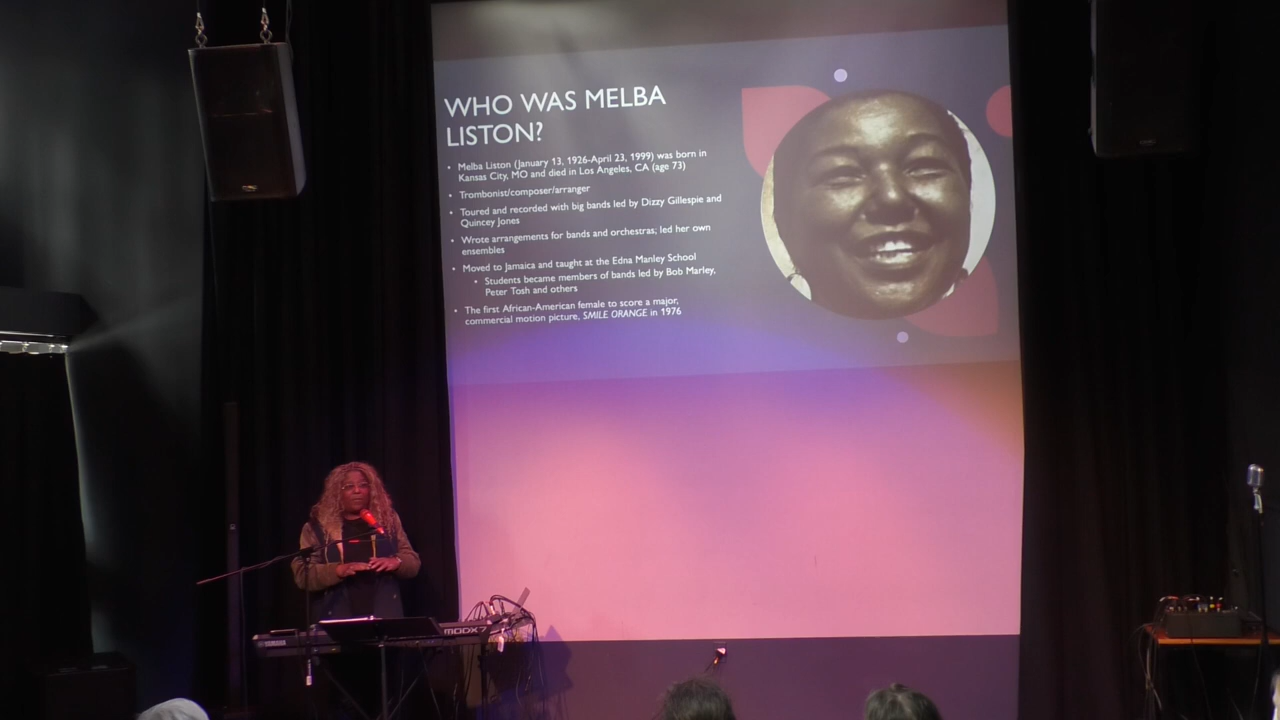 WHO WAS MELBA
LISTON?
• Melba Liston (January 13, 1926-April 23, 1999) was born in
Kansas City, MO and died in Los Angeles, CA (age 73)
• Trombonist/composer/arranger
• Toured and recorded with big bands led by Dizzy Gillespie and
Quincey Jones
• Wrote arrangements for bands and orchestras; led her own
ensembles
• Moved to Jamaica and taught at the Edna Manley School
• Students became members of bands led by Bob Marley,
Peter Tosh and others
• The first African-American female to score a major,
commercial motion picture, SMILE ORANGE in 1976
YAMAHA
MODX7